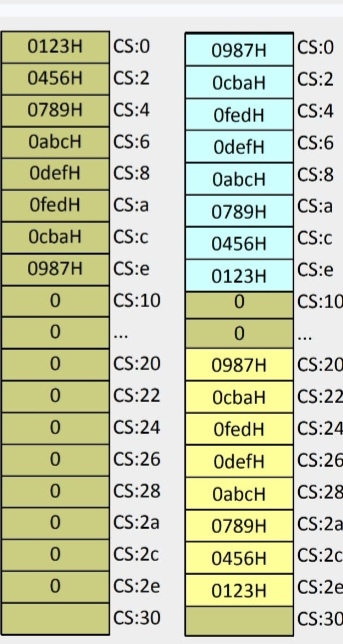 0123H CS:0 0987H CS:0
0456H CS:2 0cbaH CS:2
0789H CS:4 0fedH CS:4
0abcH CS:6 0defH CS:6
0defH CS:8 0abcH CS:8
0fedH CS:a 0789H CS:a
0cbaH CS:c 0456H CS:c
0987H CS:e 0123H CS:e
0 CS:10 0 CS:10
0 ... 0 ...
0 CS:20 0987H CS:20
0 CS:22 0cbaH CS:22
0 CS:24 0fedH CS:24
0 CS:26 0defH CS:26
0 CS:28 0abcH CS:28
0 CS:2a 0789H CS:2a
0 CS:2c 0456H CS:2c
0 CS:2e 0123H CS:2e
CS:30 CS:30